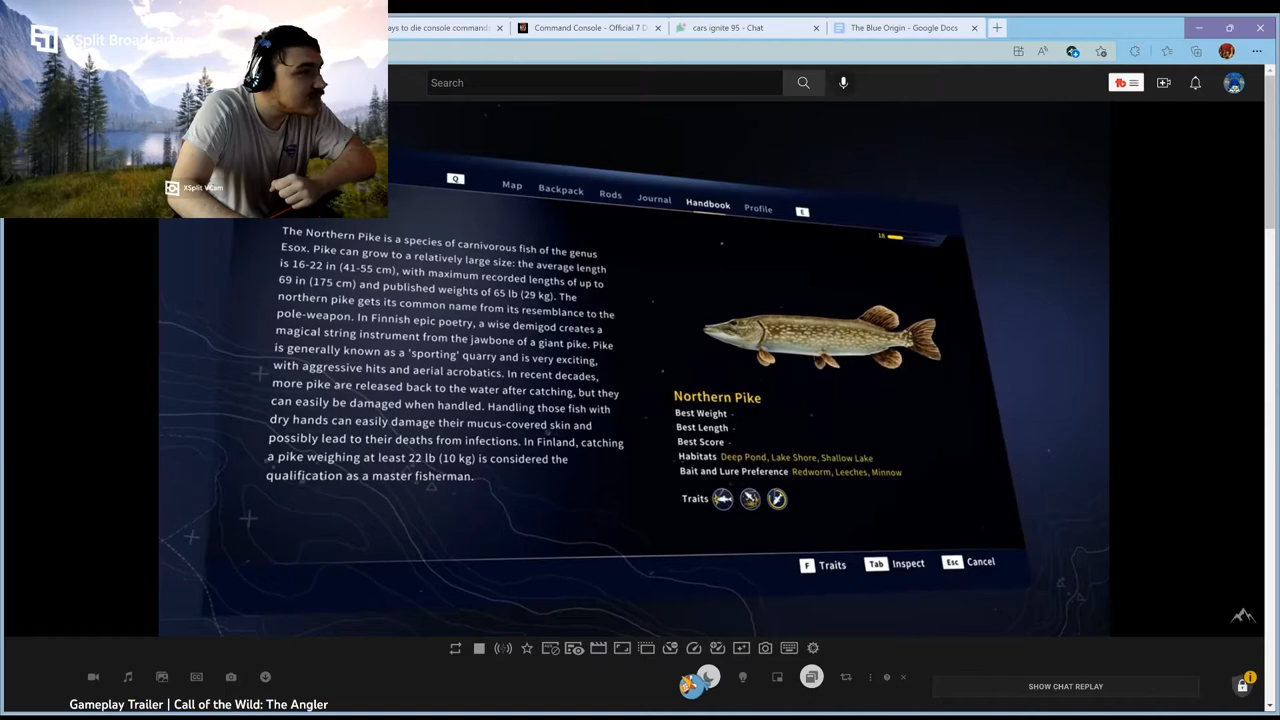 XSplit Broadcaster
XSplit VCam
ays to die console commands
Command Console - Official 7 D
cars ignite 95 - Chat
The Blue Origin - Google Docs
Search
Q Map Backpack Rods Journal Handbook Profile E
18
The Northern Pike is a species of carnivorous fish of the genus
Esox. Pike can grow to a relatively large size: the average length
is 16-22 in (41-55 cm), with maximum recorded lengths of up to
69 in (175 cm) and published weights of 65 lb (29 kg). The
northern pike gets its common name from its resemblance to the
pole-weapon. In Finnish epic poetry, a wise demigod creates a
magical string instrument from the jawbone of a giant pike. Pike
is generally known as a 'sporting' quarry and is very exciting,
with aggressive hits and aerial acrobatics. In recent decades,
more pike are released back to the water after catching, but they
can easily be damaged when handled. Handling those fish with
dry hands can easily damage their mucus-covered skin and
possibly lead to their deaths from infections. In Finland, catching
a pike weighing at least 22 lb (10 kg) is considered the
qualification as a master fisherman.
Northern Pike
Best Weight -
Best Length -
Best Score -
Habitats Deep Pond, Lake Shore, Shallow Lake
Bait and Lure Preference Redworm, Leeches, Minnow
Traits
F Traits Tab Inspect Esc Cancel
SHOW CHAT REPLAY
Gameplay Trailer | Call of the Wild: The Angler